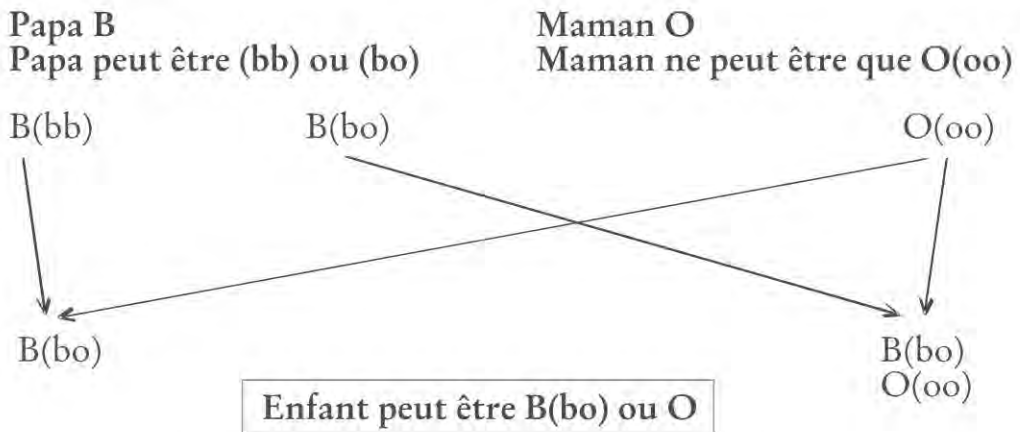 Papa B
Papa peut être (bb) ou (bo)
Maman O
Maman ne peut être que O(oo)
B(bb)
B(bo)
O(oo)
B(bo)
B(bo)
O(oo)
Enfant peut être B(bo) ou O